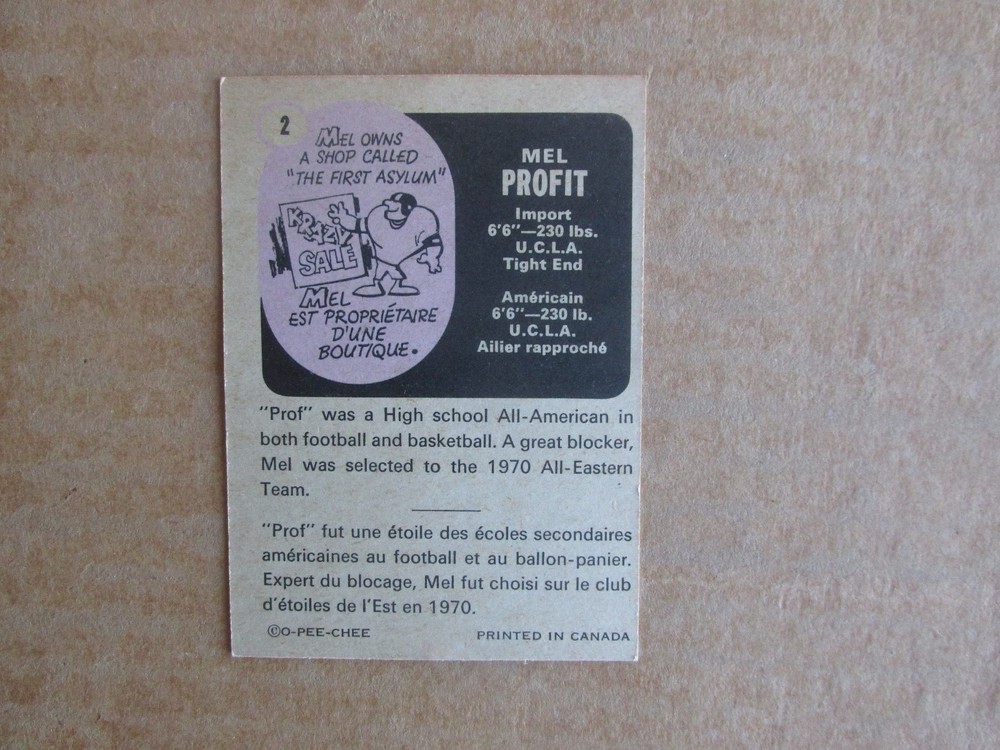 2
MEL OWNS
A SHOP CALLED
"THE FIRST ASYLUM"
KRAZY
SALE
MEL
EST PROPRIÉTAIRE
D'UNE
BOUTIQUE.
MEL
PROFIT
Import
6'6"—230 lbs.
U.C.L.A.
Tight End
Américain
6'6"—230 lb.
U.C.L.A.
Ailier rapproché
"Prof" was a High school All-American in
both football and basketball. A great blocker,
Mel was selected to the 1970 All-Eastern
Team.
"Prof" fut une étoile des écoles secondaires
américaines au football et au ballon-panier.
Expert du blocage, Mel fut choisi sur le club
d'étoiles de l'Est en 1970.
©O-PEE-CHEE
PRINTED IN CANADA